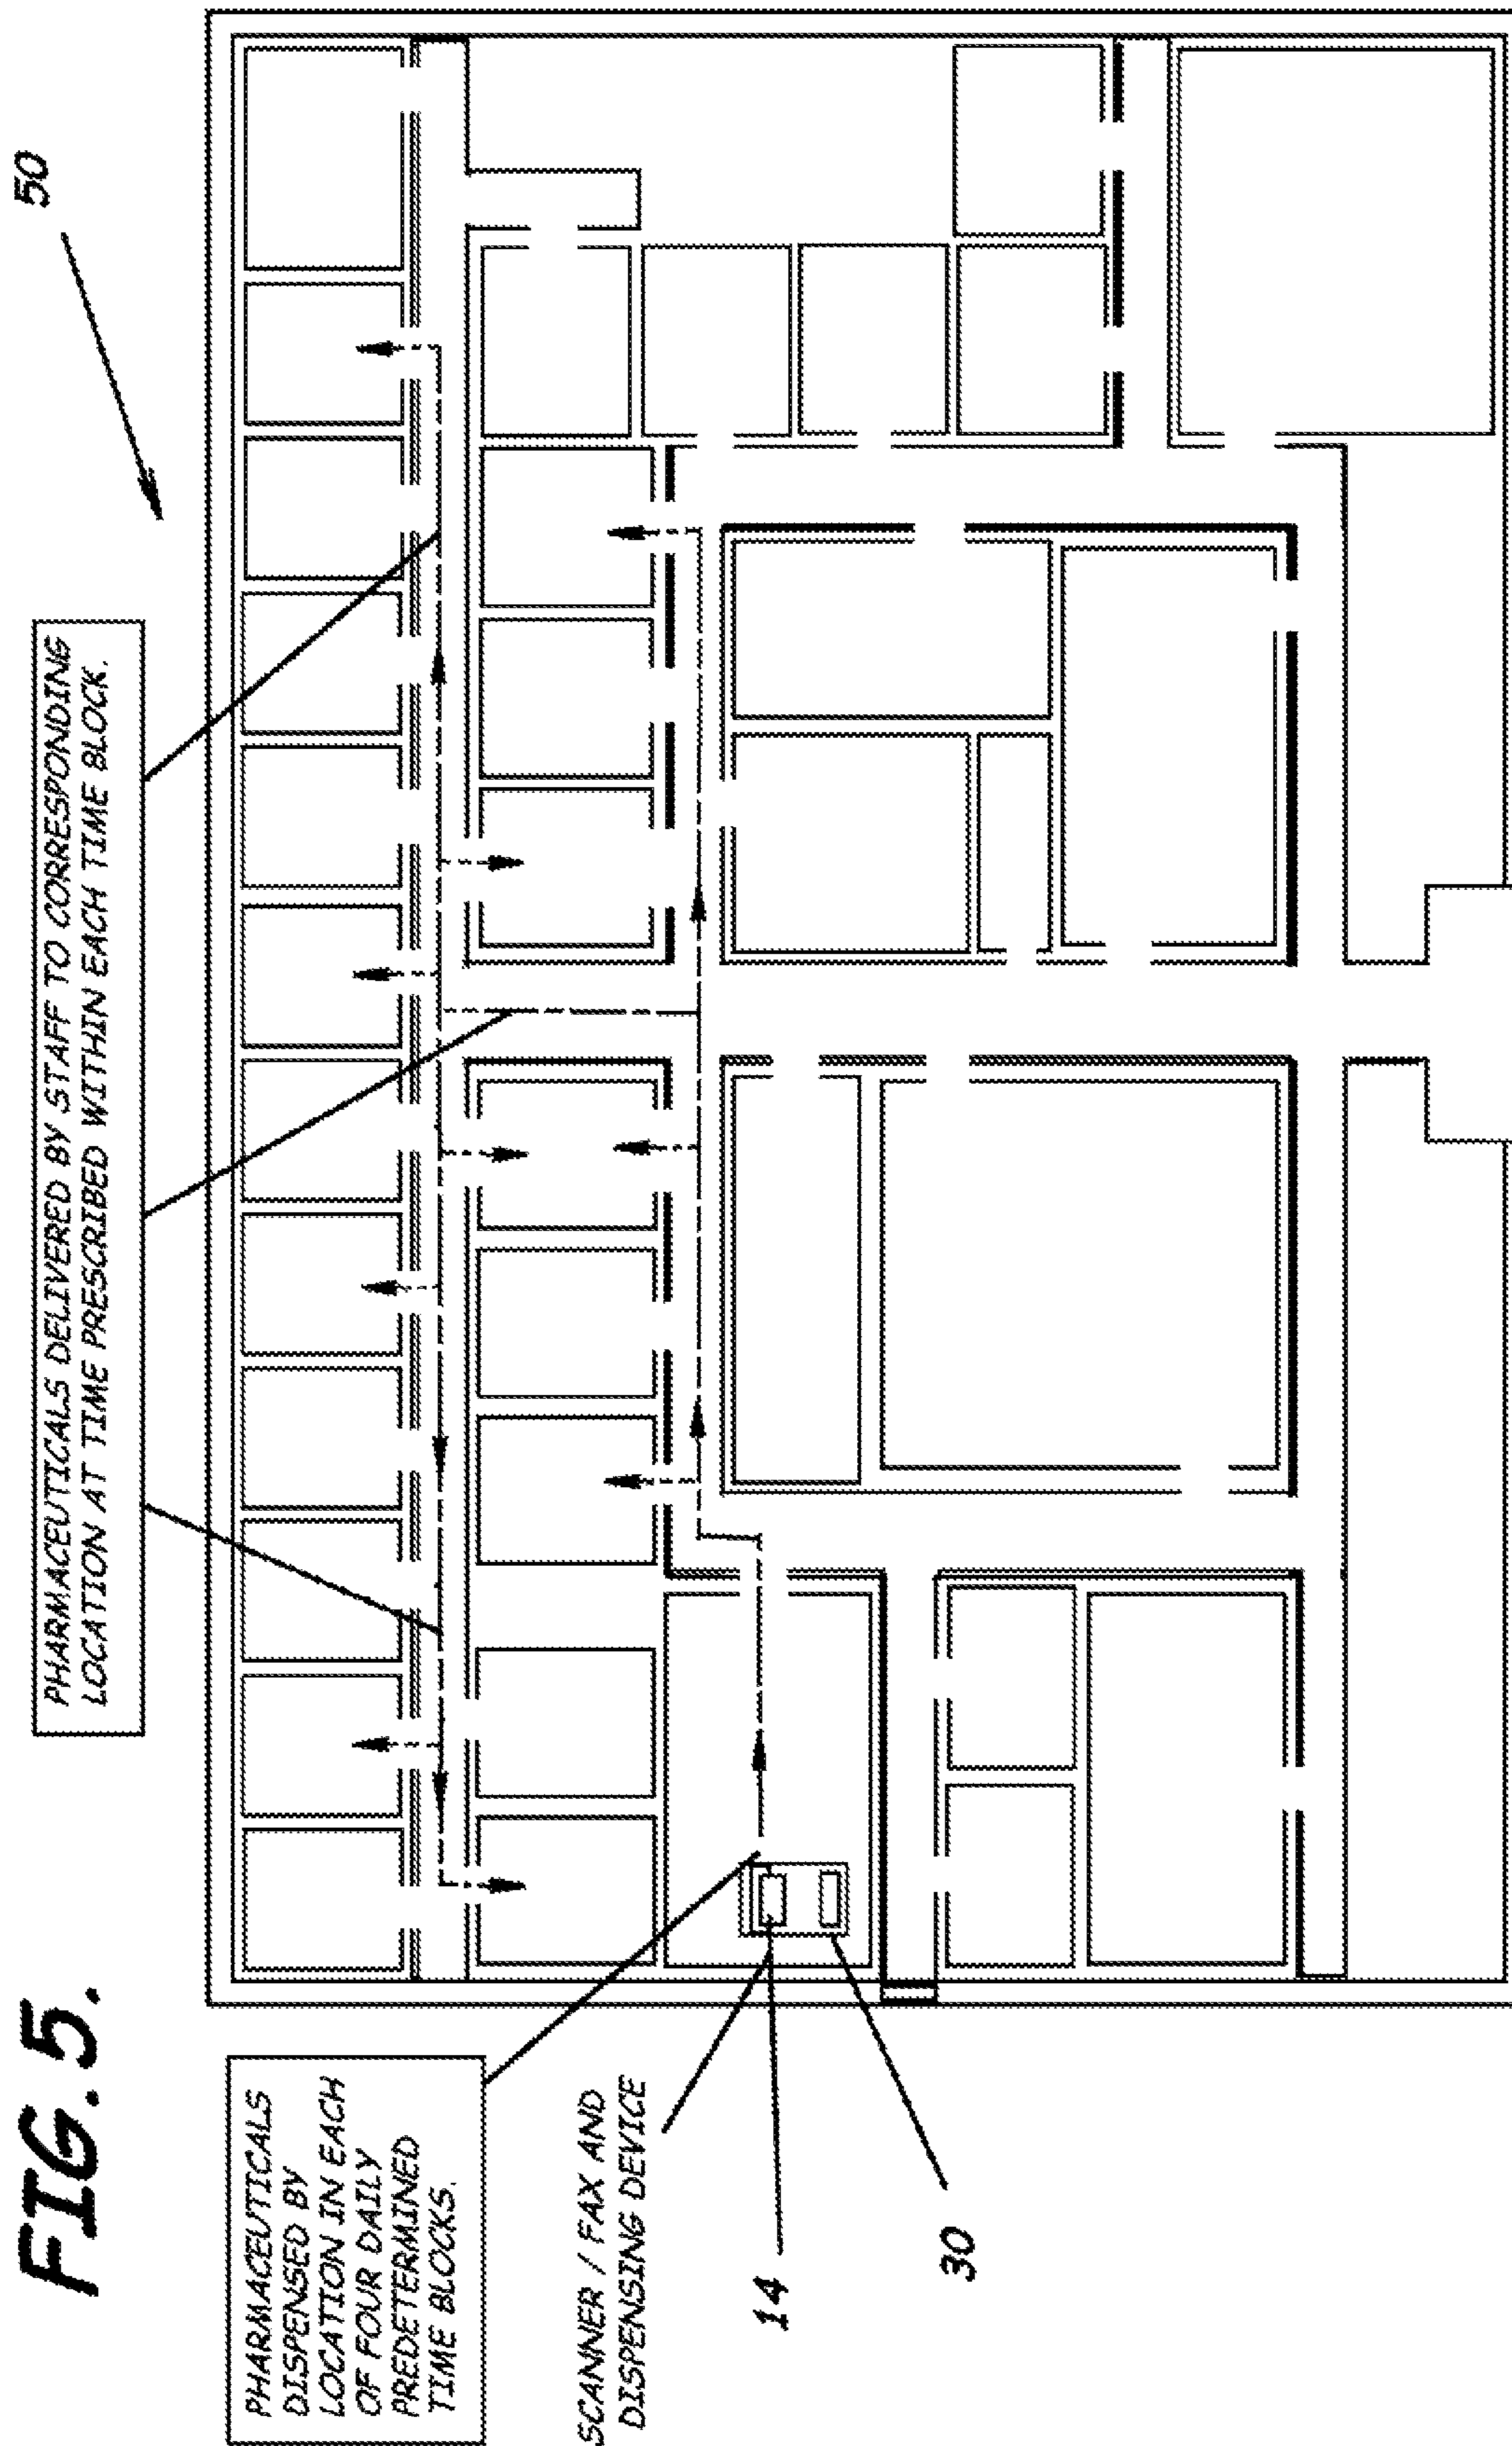 FIG. 5.
50
PHARMACEUTICALS DELIVERED BY STAFF TO CORRESPONDING
LOCATION AT TIME PRESCRIBED WITHIN EACH TIME BLOCK.
PHARMACEUTICALS
DISPENSED BY
LOCATION IN EACH
OF FOUR DAILY
PREDETERMINED
TIME BLOCKS.
SCANNER / FAX AND
DISPENSING DEVICE
14
30